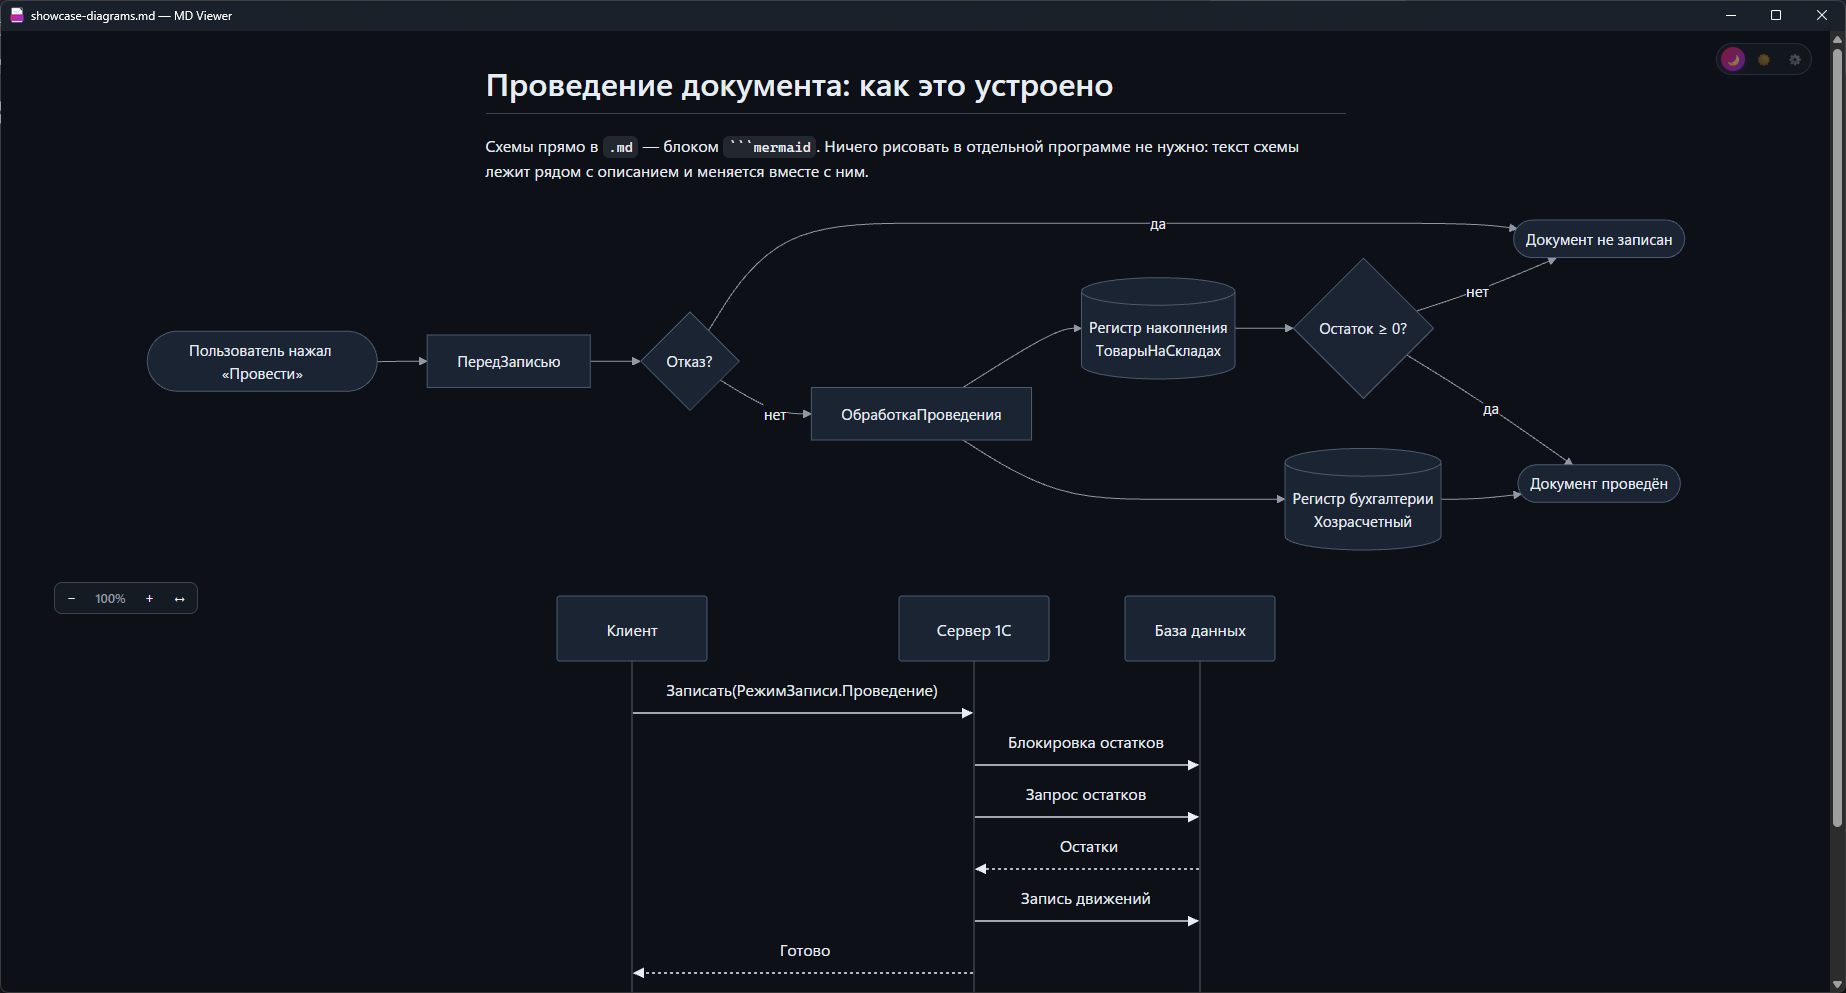 showcase-diagrams.md — MD Viewer
Проведение документа: как это устроено
Схемы прямо в .md — блоком ```mermaid. Ничего рисовать в отдельной программе не нужно: текст схемы
лежит рядом с описанием и меняется вместе с ним.
да
Документ не записан
нет
Регистр накопления
ТоварыНаСкладах
Остаток ≥ 0?
Пользователь нажал
«Провести»
ПередЗаписью
Отказ?
нет
ОбработкаПроведения
да
Регистр бухгалтерии
Хозрасчетный
Документ проведён
− 100% + ↔
Клиент
Сервер 1С
База данных
Записать(РежимЗаписи.Проведение)
Блокировка остатков
Запрос остатков
Остатки
Запись движений
Готово